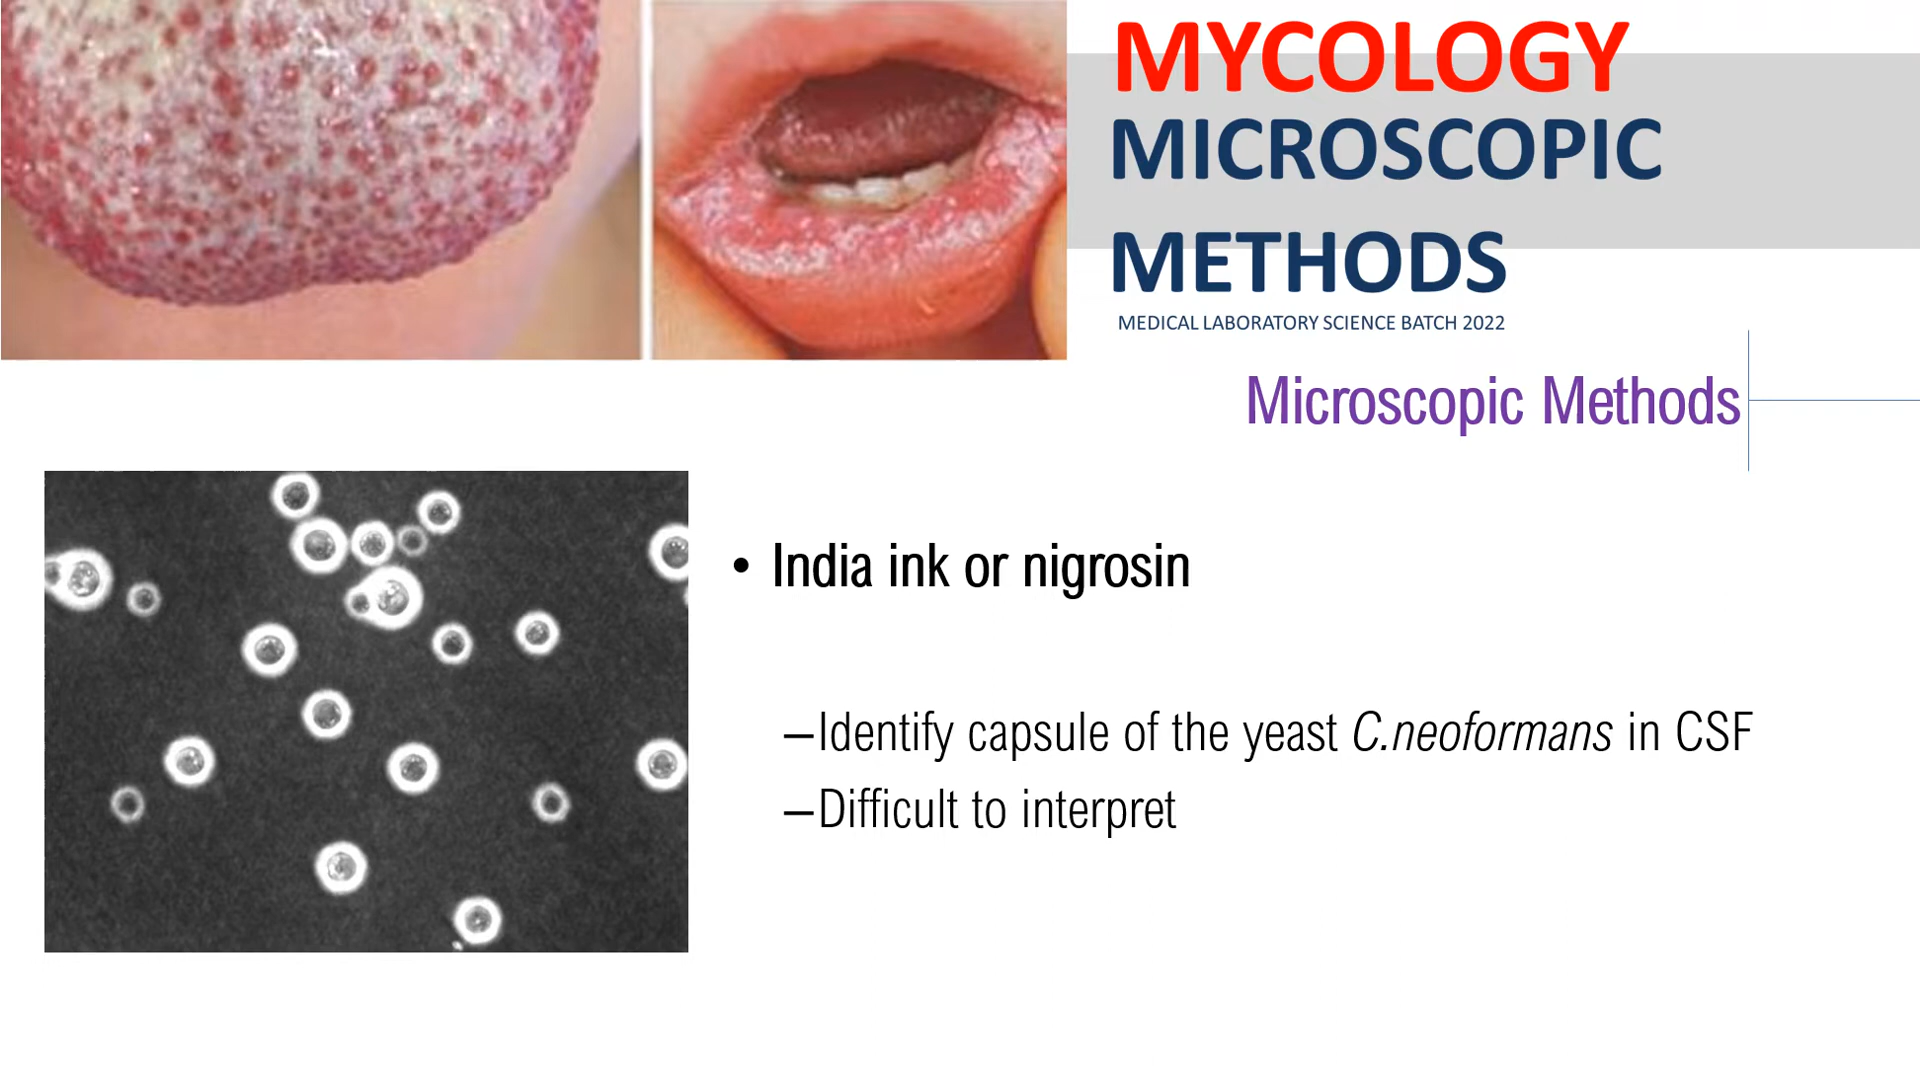 MYCOLOGY
MICROSCOPIC
METHODS
MEDICAL LABORATORY SCIENCE BATCH 2022
Microscopic Methods
• India ink or nigrosin
–Identify capsule of the yeast C.neoformans in CSF
–Difficult to interpret